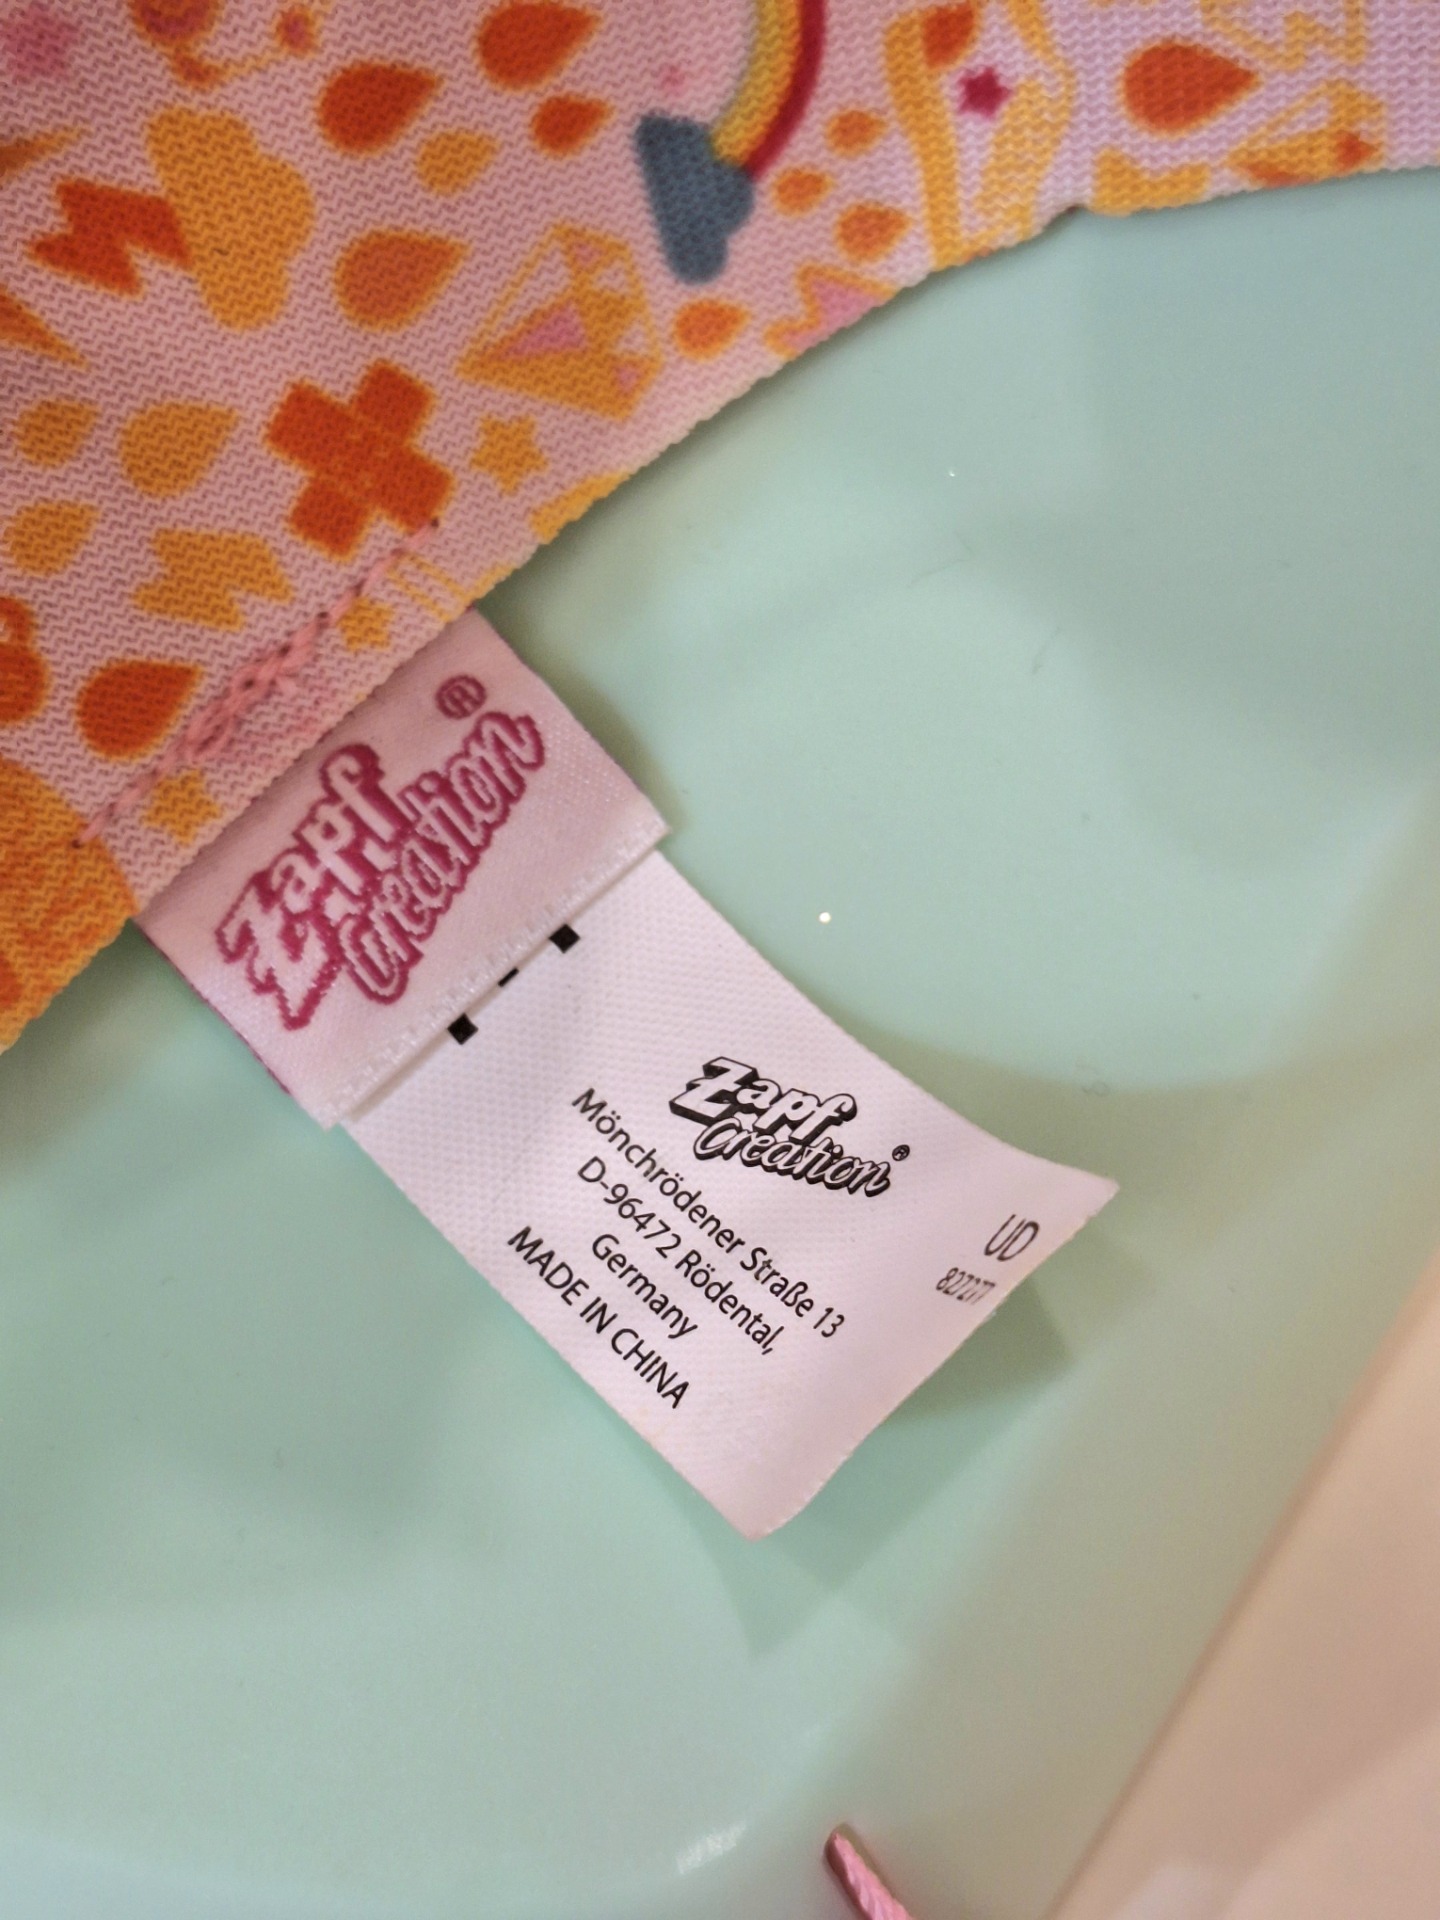 Zapf
Creation®
Zapf
Creation®
Mönchrödener Straße 13
D-96472 Rödental,
Germany
MADE IN CHINA
UD